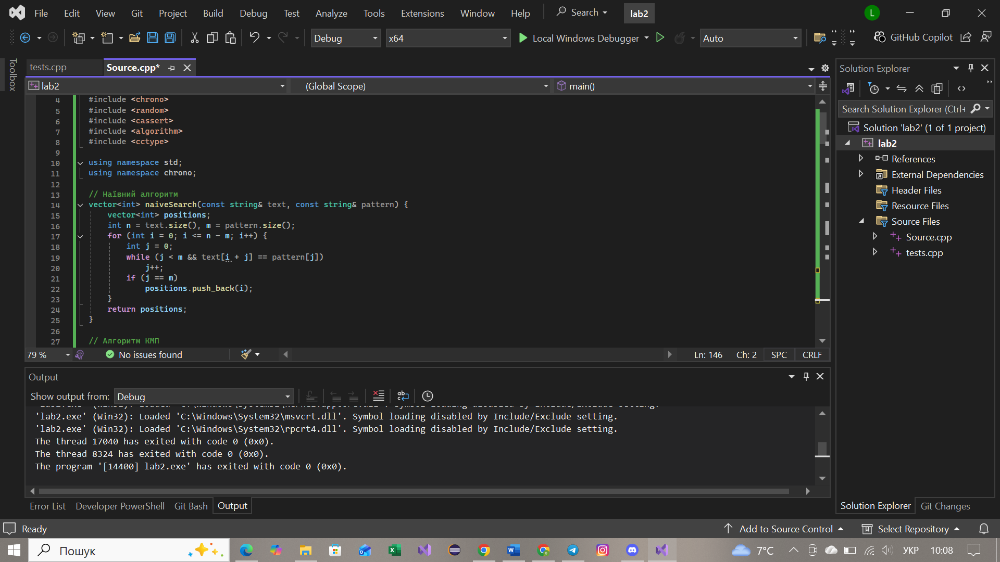 File Edit View Git Project Build Debug Test Analyze Tools Extensions Window Help Search lab2 L
Debug x64 Local Windows Debugger Auto GitHub Copilot
Toolbox
tests.cpp Source.cpp*
lab2 (Global Scope) main()
4 #include <chrono>
5 #include <random>
6 #include <cassert>
7 #include <algorithm>
8 #include <cctype>
9
10 using namespace std;
11 using namespace chrono;
12
13 // Наївний алгоритм
14 vector<int> naiveSearch(const string& text, const string& pattern) {
15 vector<int> positions;
16 int n = text.size(), m = pattern.size();
17 for (int i = 0; i <= n - m; i++) {
18 int j = 0;
19 while (j < m && text[i + j] == pattern[j])
20 j++;
21 if (j == m)
22 positions.push_back(i);
23 }
24 return positions;
25 }
26
27 // Алгоритм КМП
79 % No issues found Ln: 146 Ch: 2 SPC CRLF
Output
Show output from: Debug
'lab2.exe' (Win32): Loaded 'C:\Windows\System32\msvcrt.dll'. Symbol loading disabled by Include/Exclude setting.
'lab2.exe' (Win32): Loaded 'C:\Windows\System32\rpcrt4.dll'. Symbol loading disabled by Include/Exclude setting.
The thread 17040 has exited with code 0 (0x0).
The thread 8324 has exited with code 0 (0x0).
The program '[14400] lab2.exe' has exited with code 0 (0x0).
Error List Developer PowerShell Git Bash Output
Solution Explorer
Search Solution Explorer (Ctrl+
Solution 'lab2' (1 of 1 project)
lab2
References
External Dependencies
Header Files
Resource Files
Source Files
Source.cpp
tests.cpp
Solution Explorer Git Changes
Ready Add to Source Control Select Repository
Пошук 7°C УКР 10:08